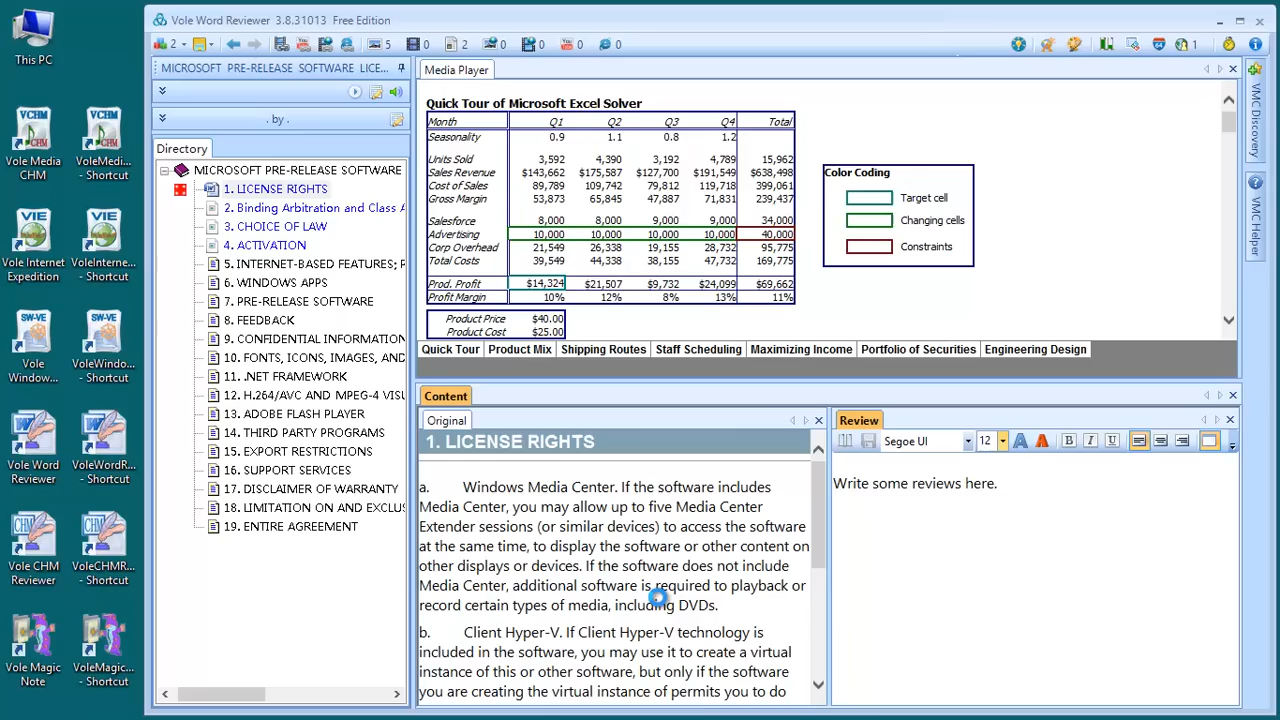 This PC
VCHM
VCHM
Vole Media CHM
VoleMedi... - Shortcut
VIE
VIE
Vole Internet Expedition
VoleInterne... - Shortcut
SW-VE
SW-VE
Vole Window...
VoleWindo... - Shortcut
Vole Word Reviewer
VoleWordR... - Shortcut
CHM
CHM
Vole CHM Reviewer
VoleCHMR... - Shortcut
Vole Magic Note
VoleMagic... - Shortcut
Vole Word Reviewer 3.8.31013 Free Edition
2 5 0 2 0 0 0 0 1
MICROSOFT PRE-RELEASE SOFTWARE LICE...
. by .
Directory
MICROSOFT PRE-RELEASE SOFTWARE
1. LICENSE RIGHTS
2. Binding Arbitration and Class A
3. CHOICE OF LAW
4. ACTIVATION
5. INTERNET-BASED FEATURES; P
6. WINDOWS APPS
7. PRE-RELEASE SOFTWARE
8. FEEDBACK
9. CONFIDENTIAL INFORMATION
10. FONTS, ICONS, IMAGES, AND
11. .NET FRAMEWORK
12. H.264/AVC AND MPEG-4 VISU
13. ADOBE FLASH PLAYER
14. THIRD PARTY PROGRAMS
15. EXPORT RESTRICTIONS
16. SUPPORT SERVICES
17. DISCLAIMER OF WARRANTY
18. LIMITATION ON AND EXCLUS
19. ENTIRE AGREEMENT
Media Player
Quick Tour of Microsoft Excel Solver
Month Q1 Q2 Q3 Q4 Total
Seasonality 0.9 1.1 0.8 1.2
Units Sold 3,592 4,390 3,192 4,789 15,962
Sales Revenue $143,662 $175,587 $127,700 $191,549 $638,498
Cost of Sales 89,789 109,742 79,812 119,718 399,061
Gross Margin 53,873 65,845 47,887 71,831 239,437
Salesforce 8,000 8,000 9,000 9,000 34,000
Advertising 10,000 10,000 10,000 10,000 40,000
Corp Overhead 21,549 26,338 19,155 28,732 95,775
Total Costs 39,549 44,338 38,155 47,732 169,775
Prod. Profit $14,324 $21,507 $9,732 $24,099 $69,662
Profit Margin 10% 12% 8% 13% 11%
Product Price $40.00
Product Cost $25.00
Color Coding
Target cell
Changing cells
Constraints
Quick Tour Product Mix Shipping Routes Staff Scheduling Maximizing Income Portfolio of Securities Engineering Design
Content
Original
1. LICENSE RIGHTS
a. Windows Media Center. If the software includes
Media Center, you may allow up to five Media Center
Extender sessions (or similar devices) to access the software
at the same time, to display the software or other content on
other displays or devices. If the software does not include
Media Center, additional software is required to playback or
record certain types of media, including DVDs.
b. Client Hyper-V. If Client Hyper-V technology is
included in the software, you may use it to create a virtual
instance of this or other software, but only if the software
you are creating the virtual instance of permits you to do
Review
Segoe UI 12 A A B I U
Write some reviews here.
VMC Discovery
VMC Helper